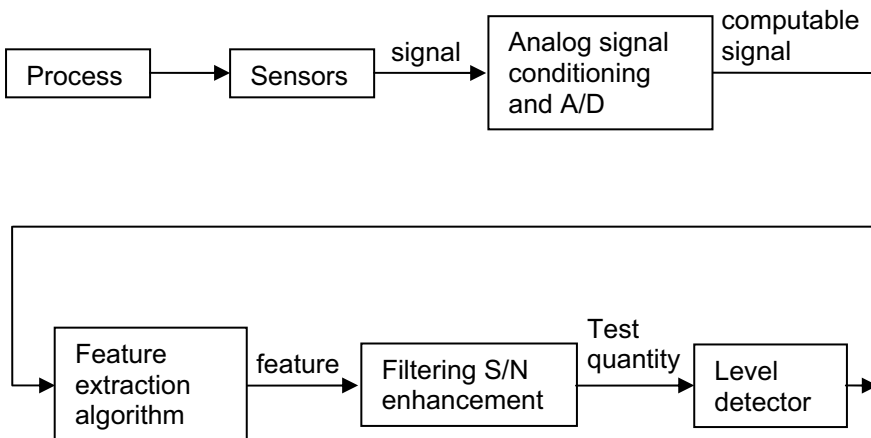 Process
Sensors
signal
Analog signal
conditioning
and A/D
computable
signal
Feature
extraction
algorithm
feature
Filtering S/N
enhancement
Test
quantity
Level
detector